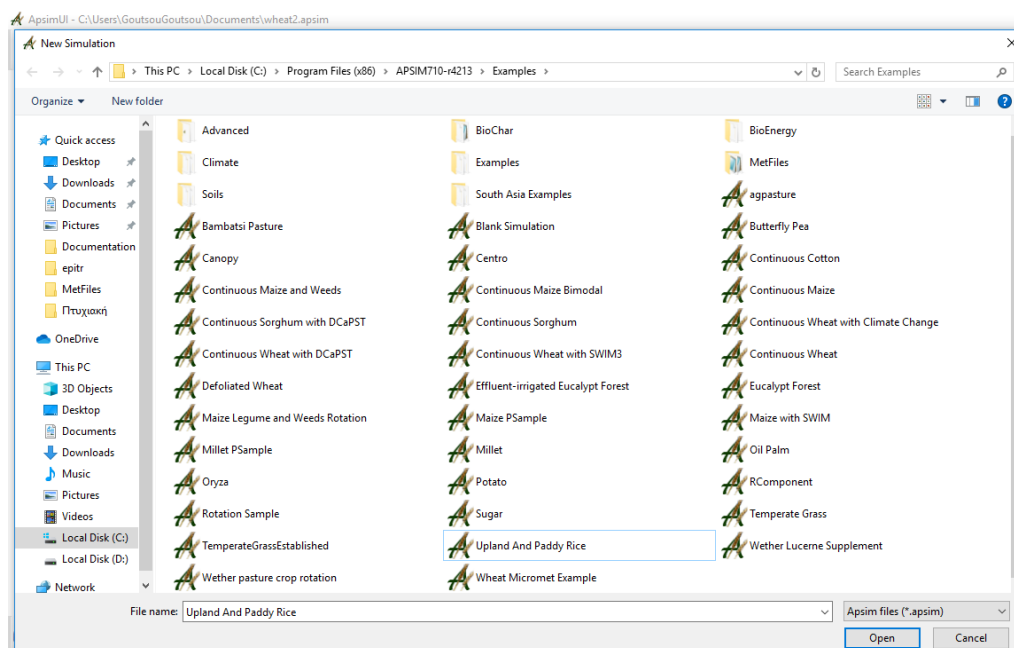 ApsimUI - C:\Users\GoutsouGoutsou\Documents\wheat2.apsim
New Simulation
This PC > Local Disk (C:) > Program Files (x86) > APSIM710-r4213 > Examples >
Search Examples
Organize
New folder
Quick access
Desktop
Downloads
Documents
Pictures
Documentation
epitr
MetFiles
Πτυχιακή
OneDrive
This PC
3D Objects
Desktop
Documents
Downloads
Music
Pictures
Videos
Local Disk (C:)
Local Disk (D:)
Network
Advanced
BioChar
BioEnergy
Climate
Examples
MetFiles
Soils
South Asia Examples
agpasture
Bambatsi Pasture
Blank Simulation
Butterfly Pea
Canopy
Centro
Continuous Cotton
Continuous Maize and Weeds
Continuous Maize Bimodal
Continuous Maize
Continuous Sorghum with DCaPST
Continuous Sorghum
Continuous Wheat with Climate Change
Continuous Wheat with DCaPST
Continuous Wheat with SWIM3
Continuous Wheat
Defoliated Wheat
Effluent-irrigated Eucalypt Forest
Eucalypt Forest
Maize Legume and Weeds Rotation
Maize PSample
Maize with SWIM
Millet PSample
Millet
Oil Palm
Oryza
Potato
RComponent
Rotation Sample
Sugar
Temperate Grass
TemperateGrassEstablished
Upland And Paddy Rice
Wether Lucerne Supplement
Wether pasture crop rotation
Wheat Micromet Example
File name: Upland And Paddy Rice
Apsim files (*.apsim)
Open
Cancel